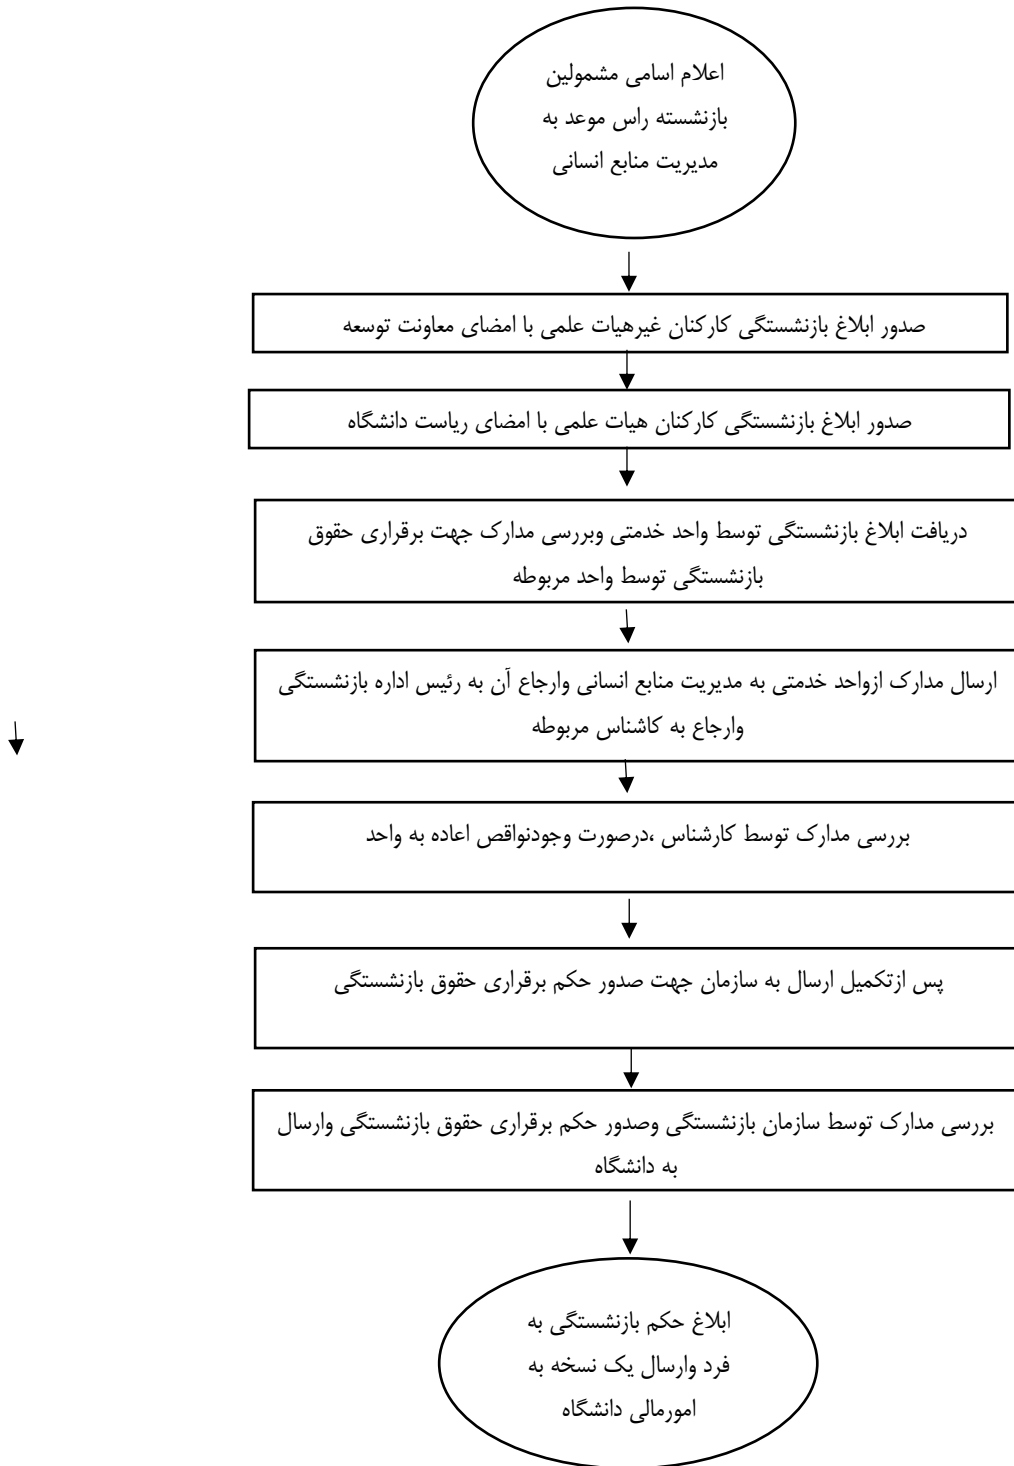 اعلام اسامی مشمولین
بازنشسته راس موعد به
مدیریت منابع انسانی
صدور ابلاغ بازنشستگی کارکنان غیرهیات علمی با امضای معاونت توسعه
صدور ابلاغ بازنشستگی کارکنان هیات علمی با امضای ریاست دانشگاه
دریافت ابلاغ بازنشستگی توسط واحد خدمتی وبررسی مدارک جهت برقراری حقوق
بازنشستگی توسط واحد مربوطه
ارسال مدارک ازواحد خدمتی به مدیریت منابع انسانی وارجاع آن به رئیس اداره بازنشستگی
وارجاع به کاشناس مربوطه
بررسی مدارک توسط کارشناس ،درصورت وجودنواقص اعاده به واحد
پس ازتکمیل ارسال به سازمان جهت صدور حکم برقراری حقوق بازنشستگی
بررسی مدارک توسط سازمان بازنشستگی وصدور حکم برقراری حقوق بازنشستگی وارسال
به دانشگاه
ابلاغ حکم بازنشستگی به
فرد وارسال یک نسخه به
امورمالی دانشگاه